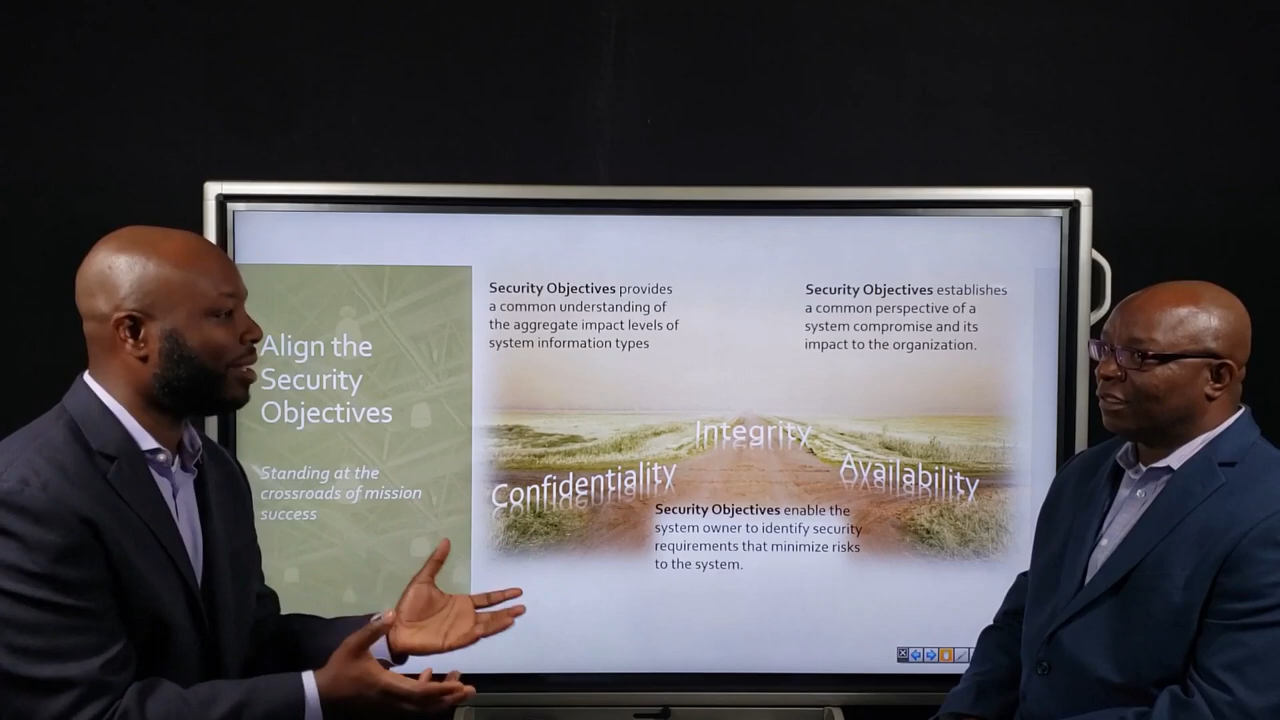 Align the
Security
Objectives
Standing at the
crossroads of mission
success
Security Objectives provides
a common understanding of
the aggregate impact levels of
system information types
Security Objectives establishes
a common perspective of a
system compromise and its
impact to the organization.
Confidentiality
Integrity
Availability
Security Objectives enable the
system owner to identify security
requirements that minimize risks
to the system.